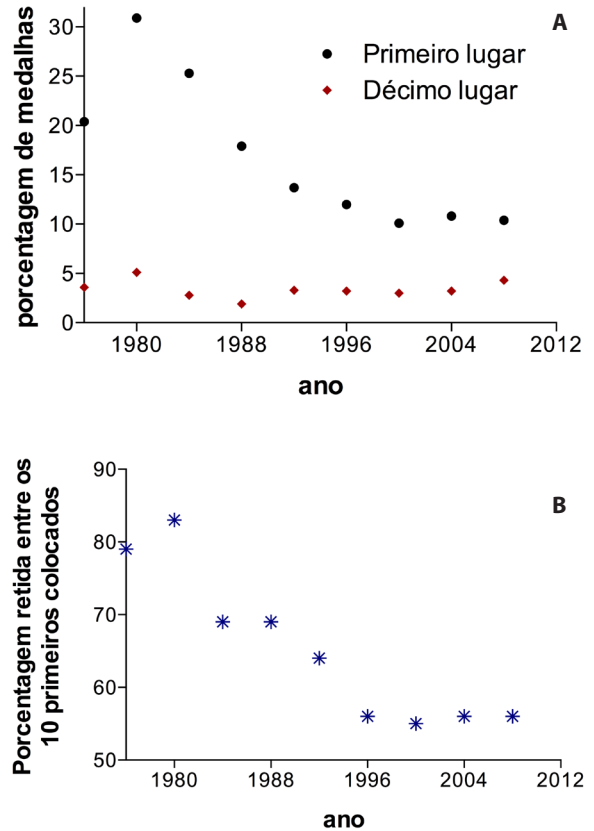 A
porcentagem de medalhas
30
25
20
15
10
5
0
Primeiro lugar
Décimo lugar
1980 1988 1996 2004 2012
ano
B
Porcentagem retida entre os
10 primeiros colocados
90
80
70
60
50
1980 1988 1996 2004 2012
ano